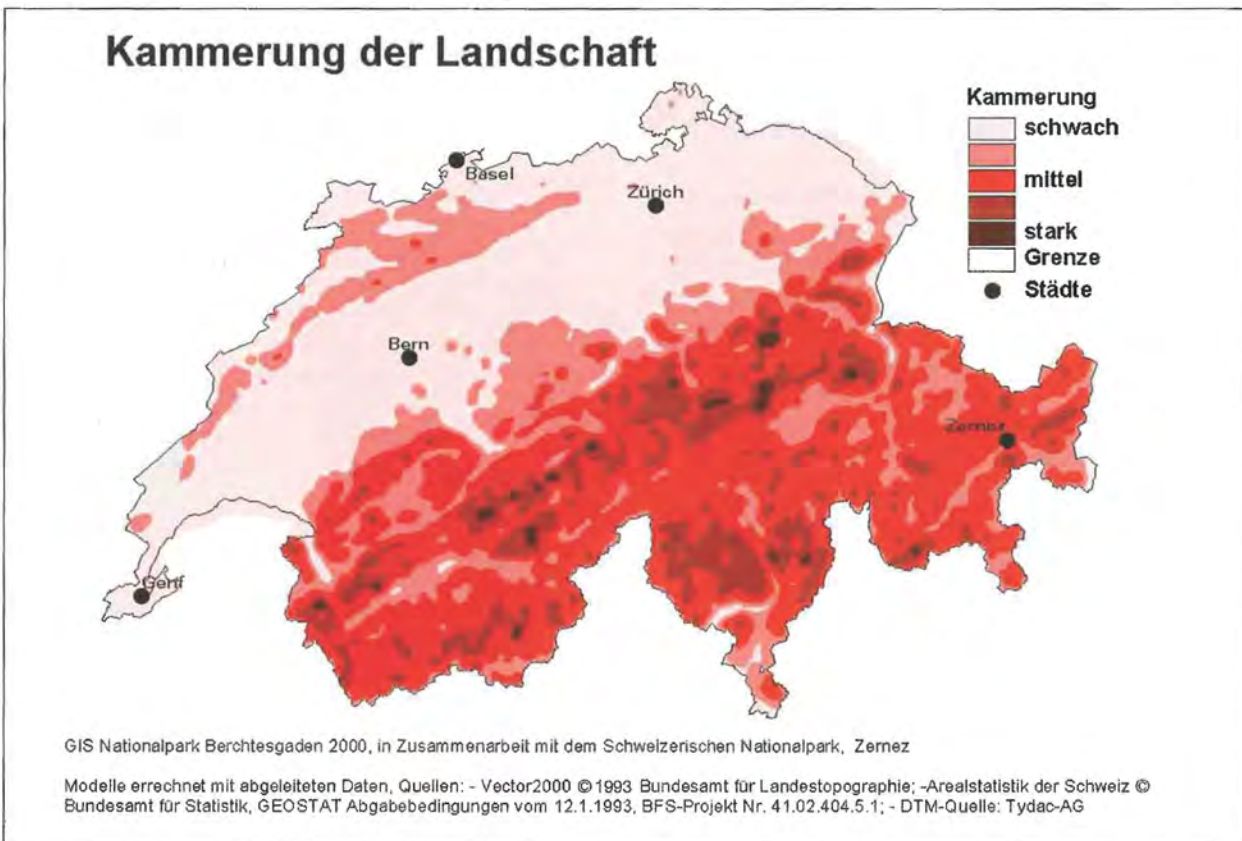 Kammerung der Landschaft
Kammerung
schwach
mittel
stark
Grenze
Städte
Basel
Zürich
Bern
Zernez
Genf
GIS Nationalpark Berchtesgaden 2000, in Zusammenarbeit mit dem Schweizerischen Nationalpark, Zernez
Modelle errechnet mit abgeleiteten Daten, Quellen: - Vector2000 © 1993 Bundesamt für Landestopographie; -Arealstatistik der Schweiz ©
Bundesamt für Statistik, GEOSTAT Abgabebedingungen vom 12.1.1993, BFS-Projekt Nr. 41.02.404.5.1; - DTM-Quelle: Tydac-AG